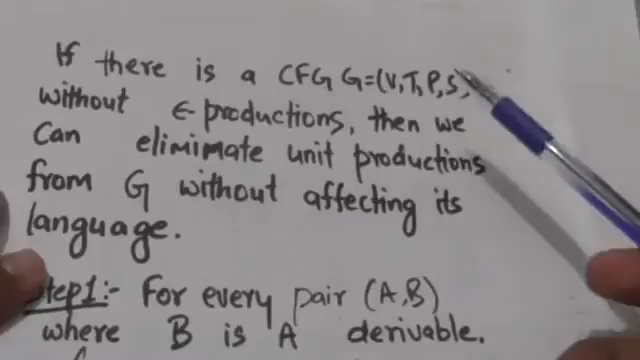 If there is a CFG G=(V,T,P,S),
without ϵ-productions, then we
Can elimimate unit productions
from G without affecting its
language.
Step1:- For every pair (A,B)
where B is A derivable.